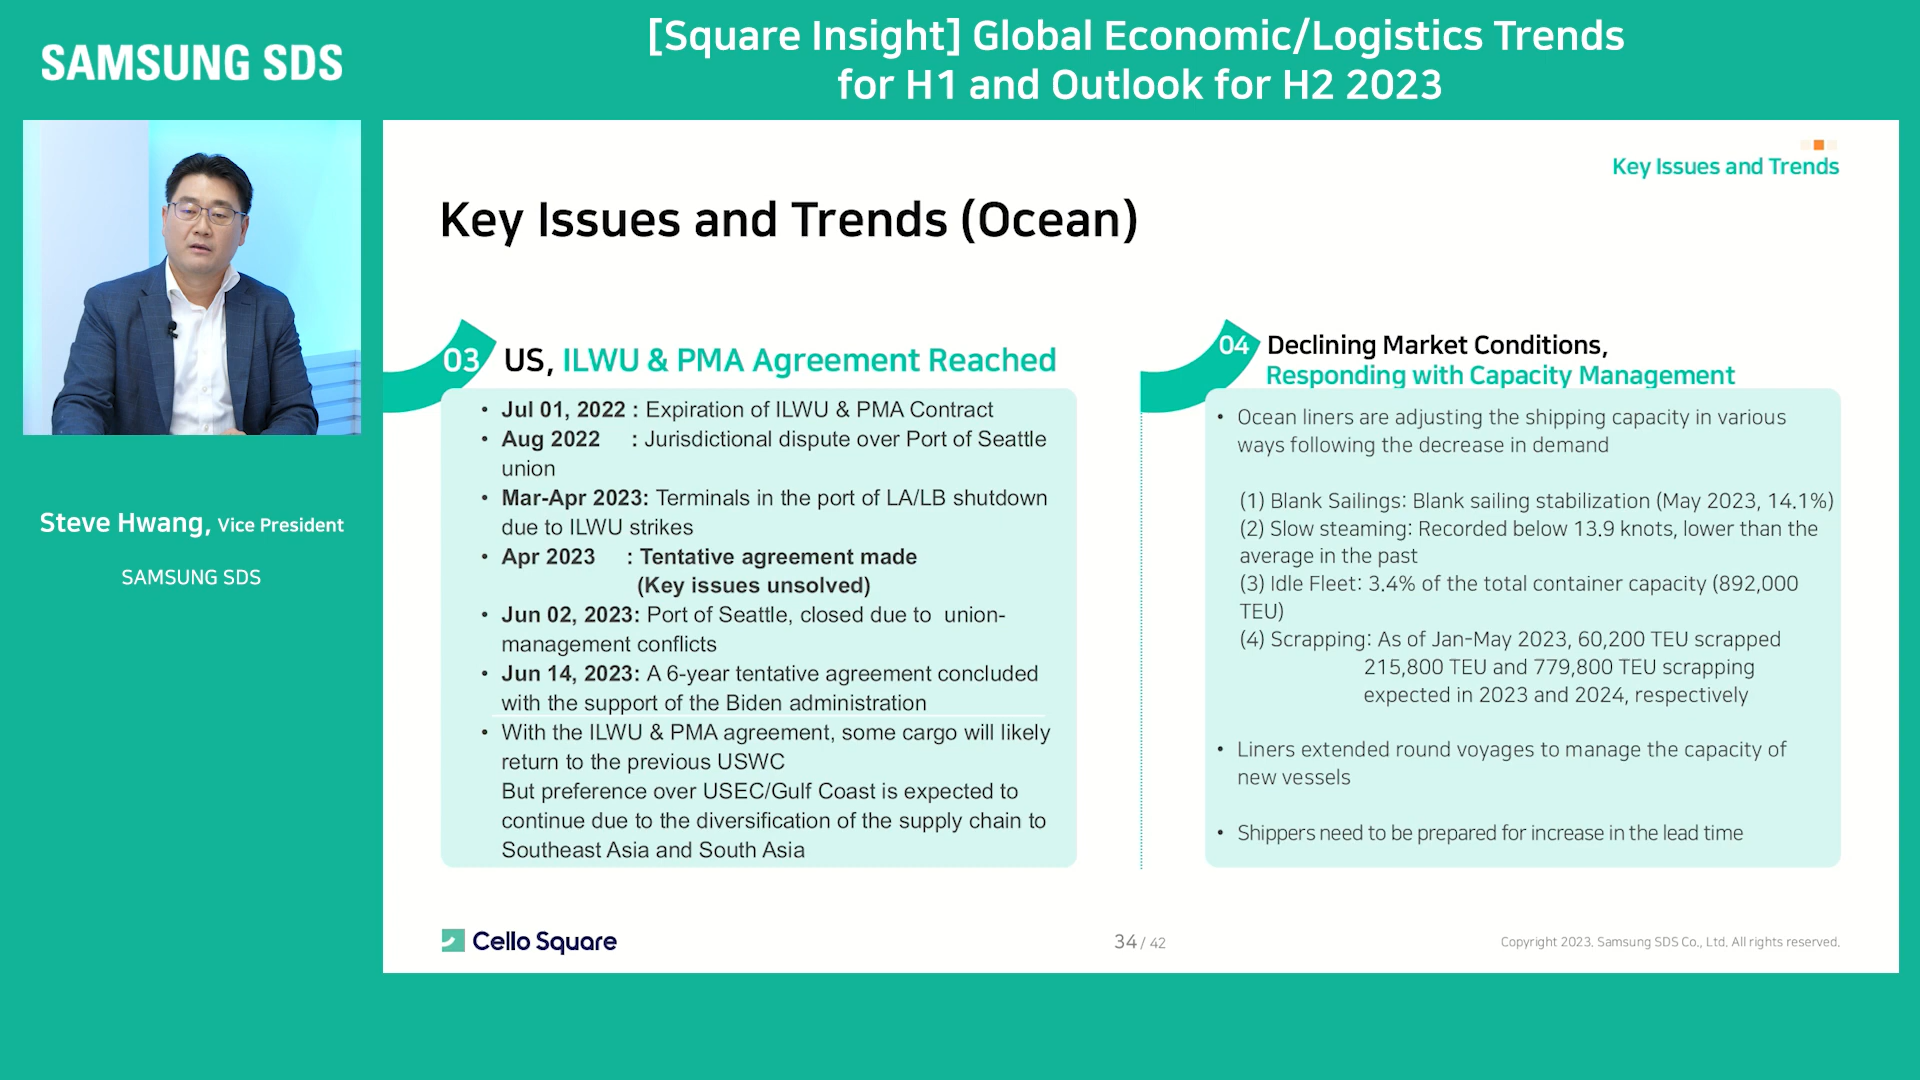 SAMSUNG SDS
[Square Insight] Global Economic/Logistics Trends
for H1 and Outlook for H2 2023
Steve Hwang, Vice President
SAMSUNG SDS
Key Issues and Trends
Key Issues and Trends (Ocean)
03 US, ILWU & PMA Agreement Reached
• Jul 01, 2022 : Expiration of ILWU & PMA Contract
• Aug 2022 : Jurisdictional dispute over Port of Seattle
union
• Mar-Apr 2023: Terminals in the port of LA/LB shutdown
due to ILWU strikes
• Apr 2023 : Tentative agreement made
(Key issues unsolved)
• Jun 02, 2023: Port of Seattle, closed due to union-
management conflicts
• Jun 14, 2023: A 6-year tentative agreement concluded
with the support of the Biden administration
• With the ILWU & PMA agreement, some cargo will likely
return to the previous USWC
But preference over USEC/Gulf Coast is expected to
continue due to the diversification of the supply chain to
Southeast Asia and South Asia
04 Declining Market Conditions,
Responding with Capacity Management
• Ocean liners are adjusting the shipping capacity in various
ways following the decrease in demand
(1) Blank Sailings: Blank sailing stabilization (May 2023, 14.1%)
(2) Slow steaming: Recorded below 13.9 knots, lower than the
average in the past
(3) Idle Fleet: 3.4% of the total container capacity (892,000
TEU)
(4) Scrapping: As of Jan-May 2023, 60,200 TEU scrapped
215,800 TEU and 779,800 TEU scrapping
expected in 2023 and 2024, respectively
• Liners extended round voyages to manage the capacity of
new vessels
• Shippers need to be prepared for increase in the lead time
Cello Square
34 / 42
Copyright 2023. Samsung SDS Co., Ltd. All rights reserved.